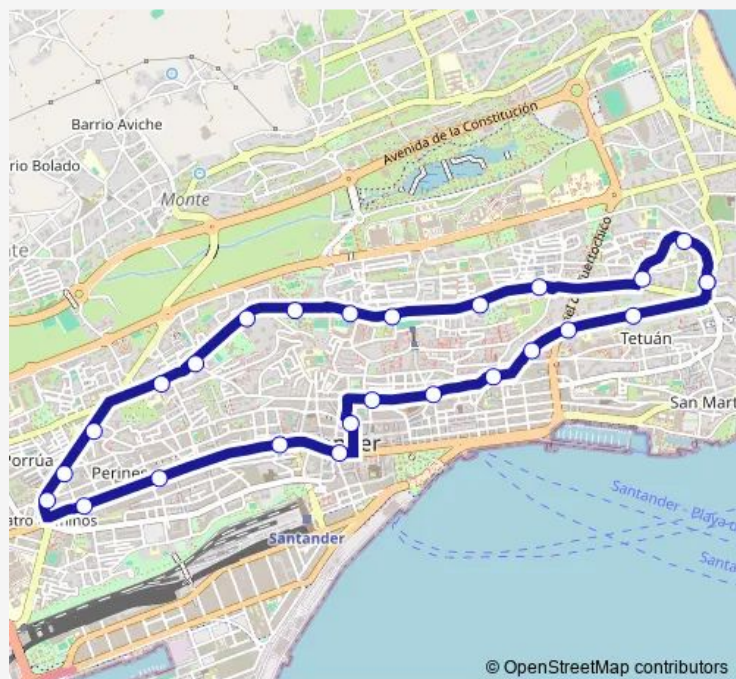 Barrio Aviche
Avenida de la Constitución
rio Bolado
Monte
Tetuán
San Mart
Porrúa
Perines
Santander
Santander - Playa d
Santa
© OpenStreetMap contributors